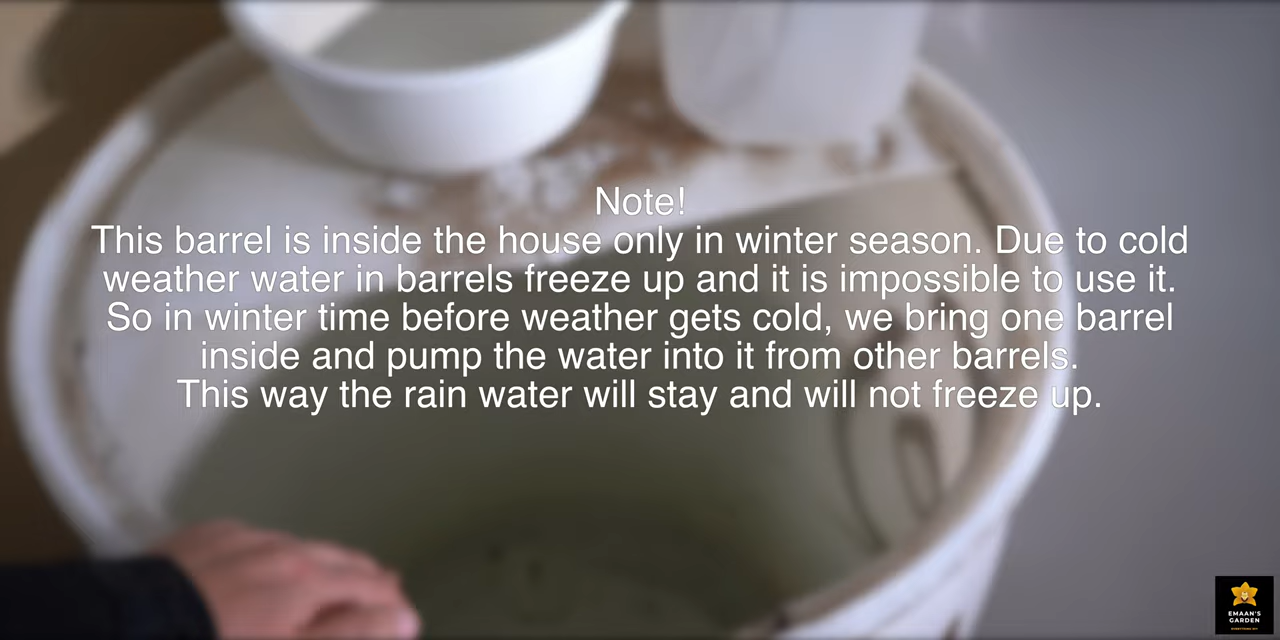 Note!
This barrel is inside the house only in winter season. Due to cold
weather water in barrels freeze up and it is impossible to use it.
So in winter time before weather gets cold, we bring one barrel
inside and pump the water into it from other barrels.
This way the rain water will stay and will not freeze up.
EMAAN'S
GARDEN